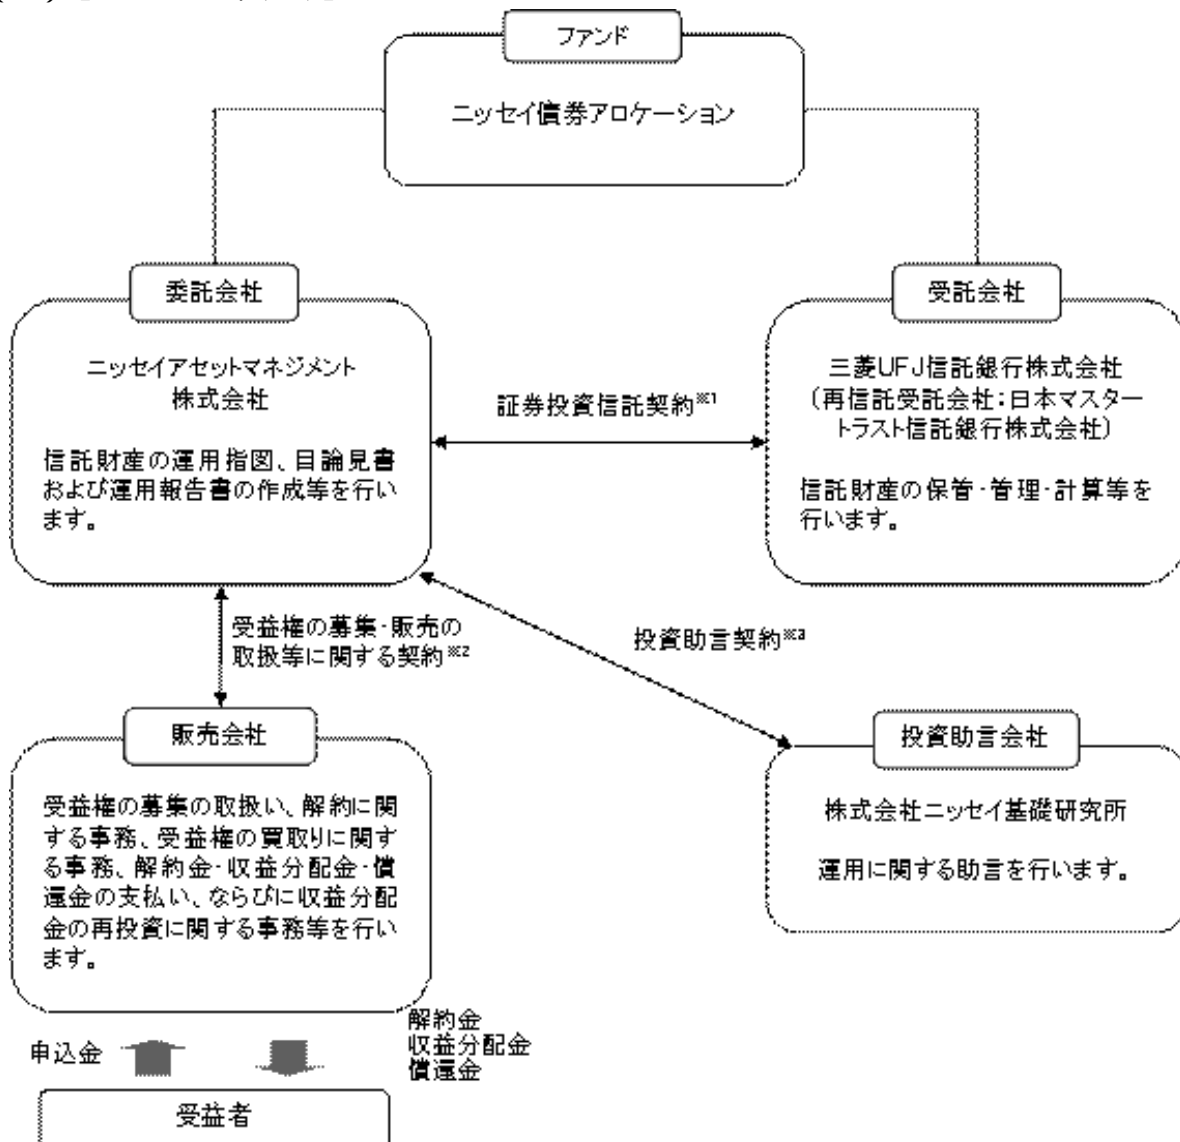 ファンド
ニッセイ債券アロケーション
委託会社
ニッセイアセットマネジメント
株式会社
信託財産の運用指図、目論見書
および運用報告書の作成等を行い
ます。
受託会社
三菱UFJ信託銀行株式会社
(再信託受託会社:日本マスター
トラスト信託銀行株式会社)
信託財産の保管・管理・計算等を
行います。
証券投資信託契約※1
受益権の募集・販売の
取扱等に関する契約※2
投資助言契約※3
販売会社
受益権の募集の取扱い、解約に関
する事務、受益権の買取りに関す
る事務、解約金・収益分配金・償
還金の支払い、ならびに収益分配
金の再投資に関する事務等を行い
ます。
投資助言会社
株式会社ニッセイ基礎研究所
運用に関する助言を行います。
申込金
解約金
収益分配金
償還金
受益者